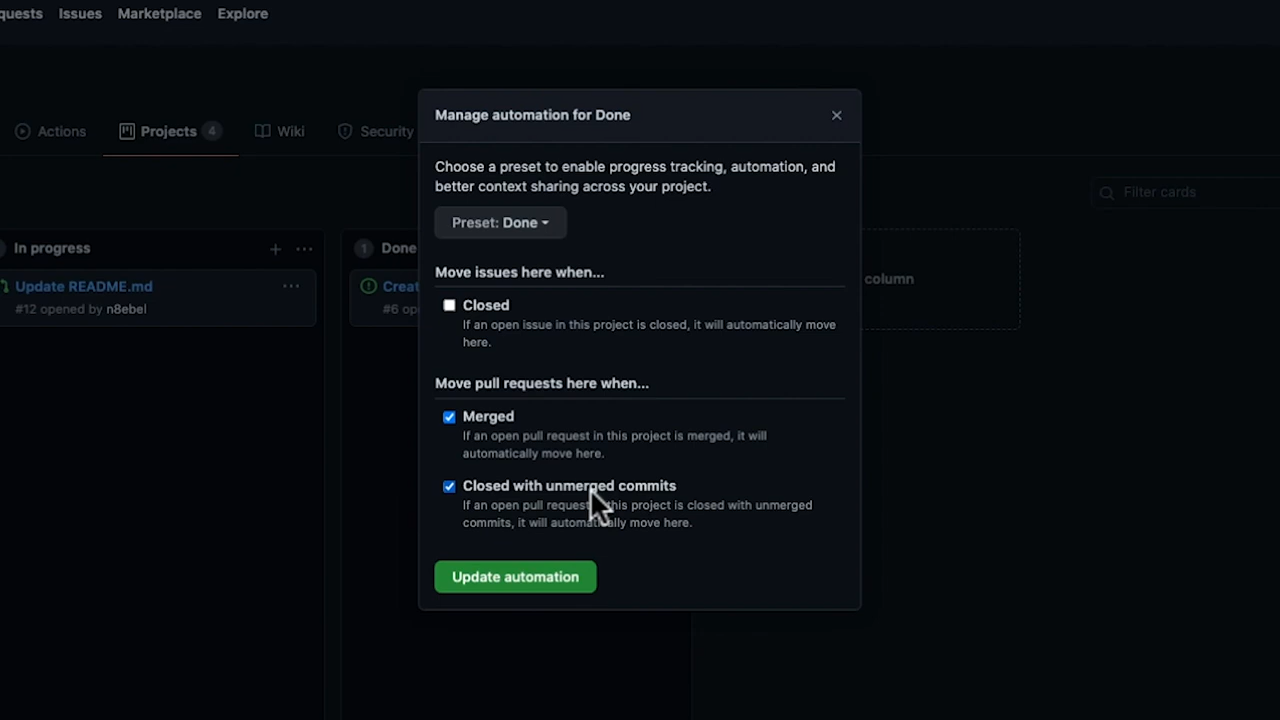 quests Issues Marketplace Explore
Actions Projects 4 Wiki Security
Filter cards
In progress
Update README.md
#12 opened by n8ebel
1 Done
Creat
#6 op
column
Manage automation for Done
Choose a preset to enable progress tracking, automation, and
better context sharing across your project.
Preset: Done
Move issues here when...
Closed
If an open issue in this project is closed, it will automatically move
here.
Move pull requests here when...
Merged
If an open pull request in this project is merged, it will
automatically move here.
Closed with unmerged commits
If an open pull request this project is closed with unmerged
commits, it will automatically move here.
Update automation